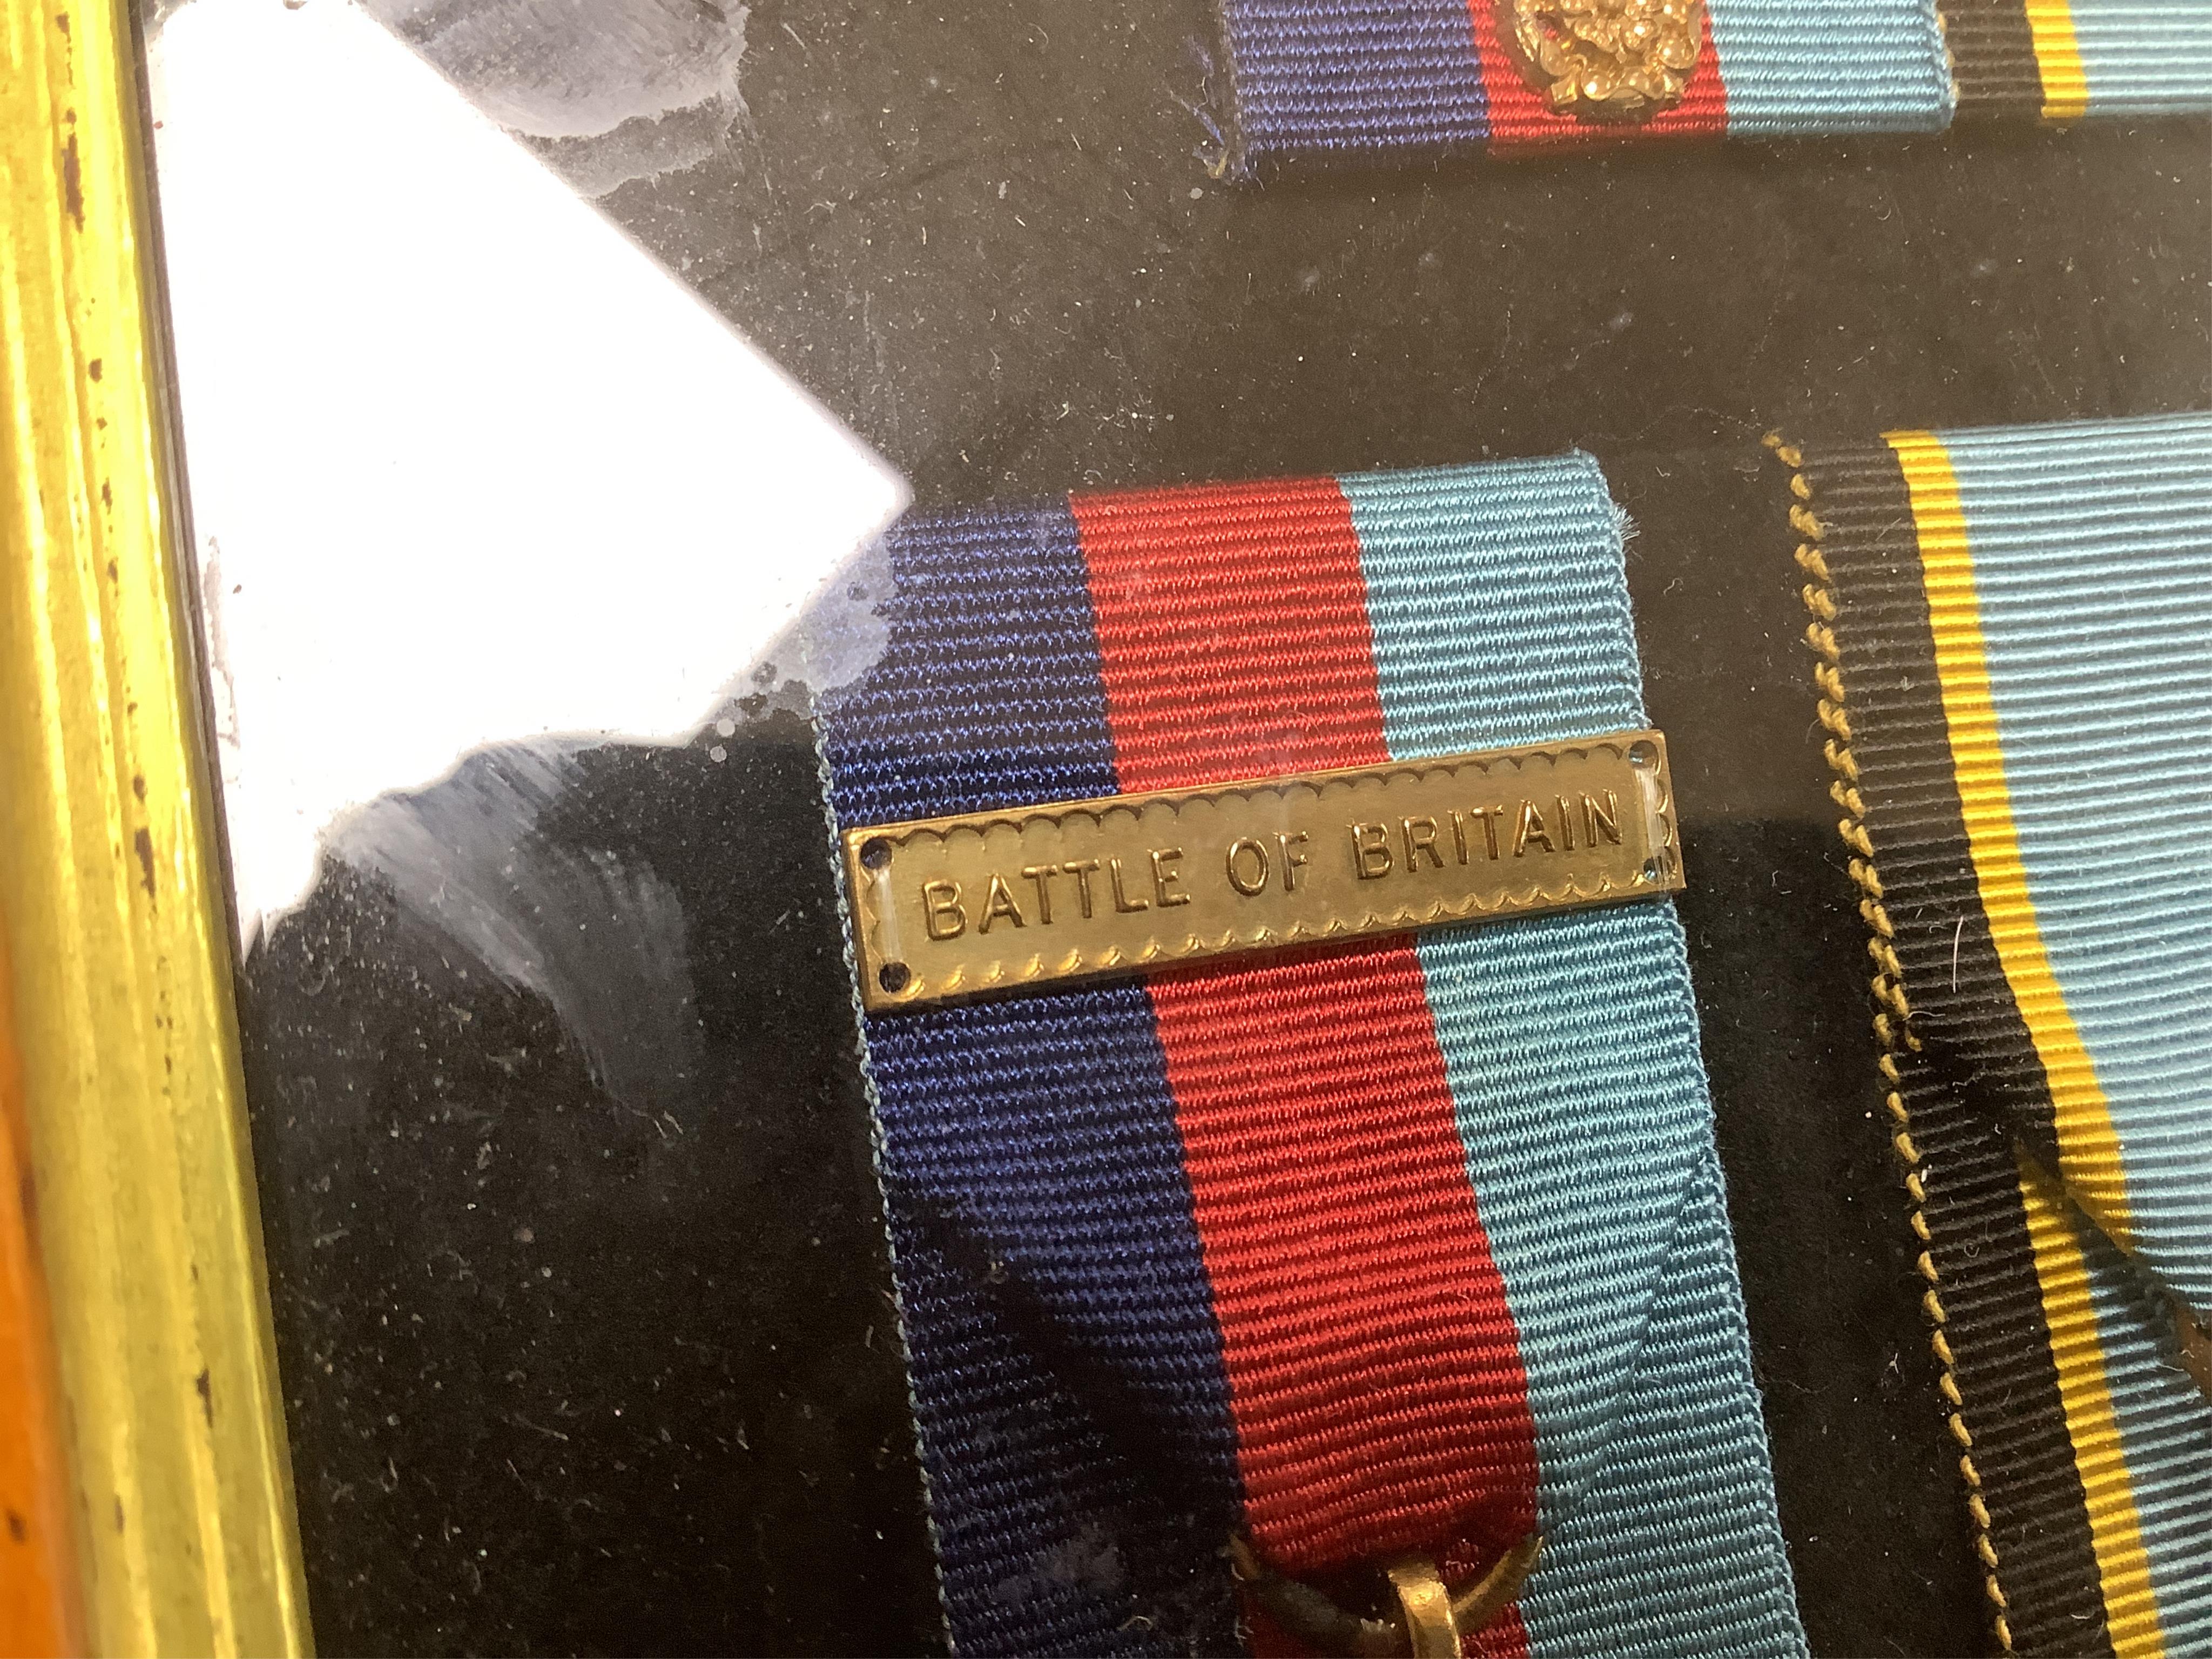 BATTLE OF BRITAIN